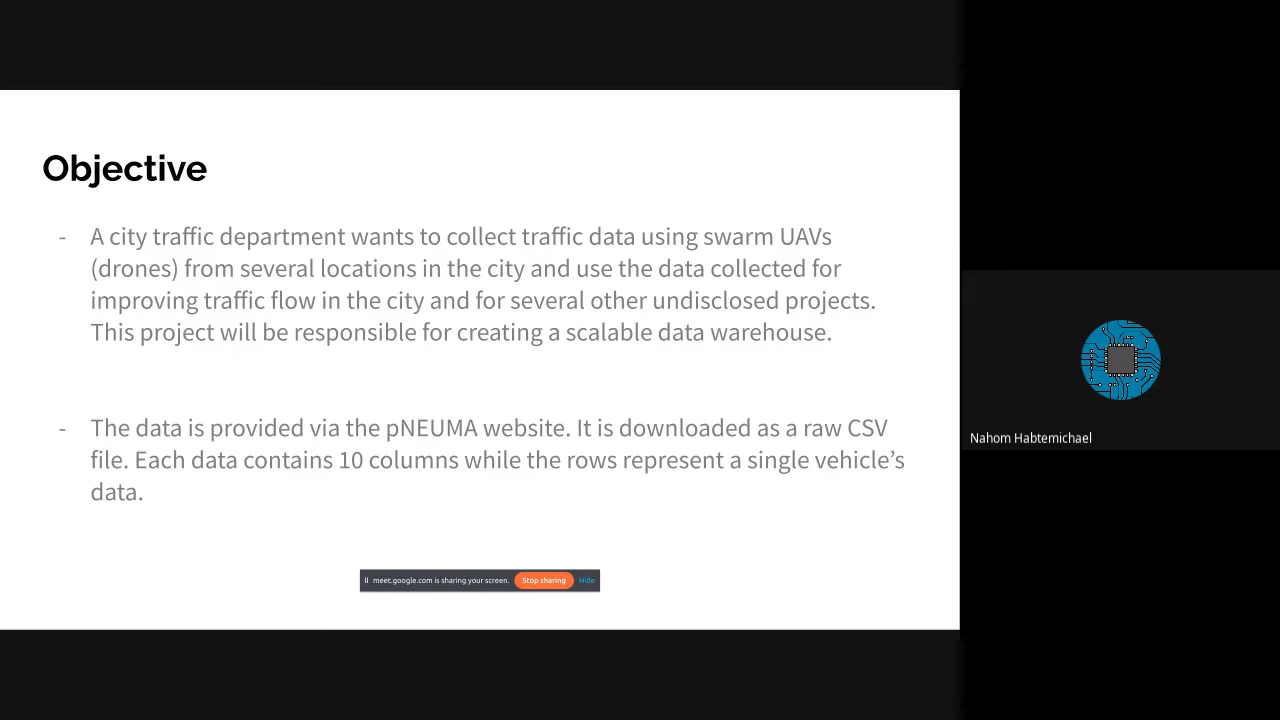 Objective
- A city traffic department wants to collect traffic data using swarm UAVs
(drones) from several locations in the city and use the data collected for
improving traffic flow in the city and for several other undisclosed projects.
This project will be responsible for creating a scalable data warehouse.
- The data is provided via the pNEUMA website. It is downloaded as a raw CSV
file. Each data contains 10 columns while the rows represent a single vehicle’s
data.
meet.google.com is sharing your screen. Stop sharing Hide
Nahom Habtemichael